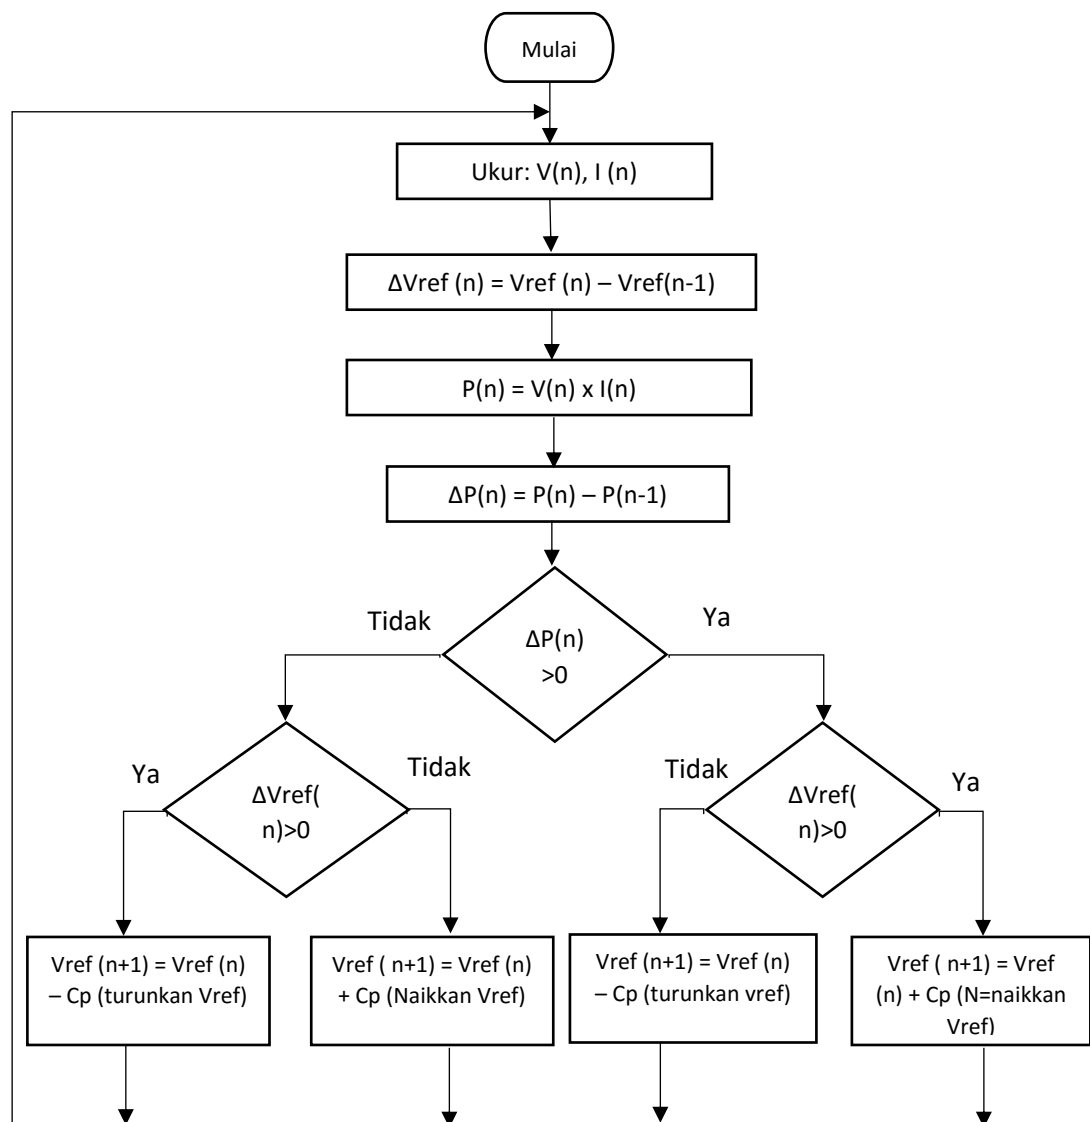 Mulai
Ukur: V(n), I (n)
ΔVref (n) = Vref (n) – Vref(n-1)
P(n) = V(n) x I(n)
ΔP(n) = P(n) – P(n-1)
Tidak
Ya
ΔP(n)
>0
Ya
Tidak
Tidak
Ya
ΔVref(
n)>0
ΔVref(
n)>0
Vref (n+1) = Vref (n)
– Cp (turunkan Vref)
Vref ( n+1) = Vref (n)
+ Cp (Naikkan Vref)
Vref (n+1) = Vref (n)
– Cp (turunkan vref)
Vref ( n+1) = Vref
(n) + Cp (N=naikkan
Vref)